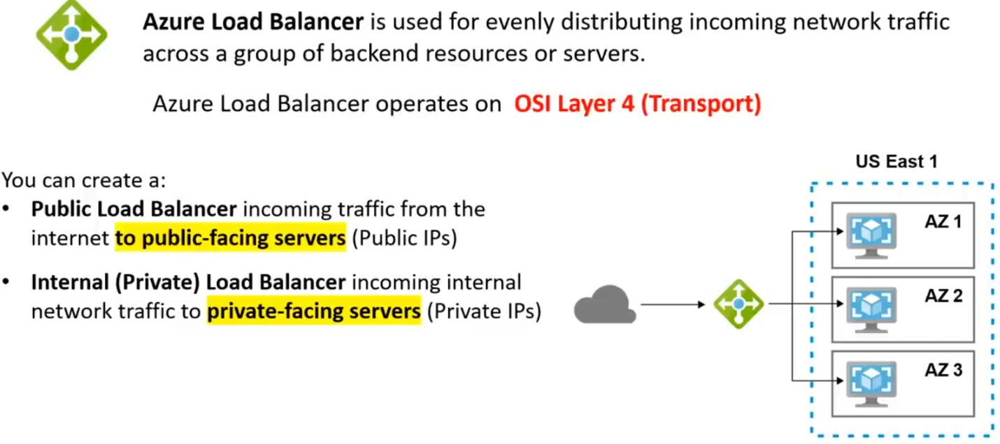 Azure Load Balancer is used for evenly distributing incoming network traffic
across a group of backend resources or servers.
Azure Load Balancer operates on OSI Layer 4 (Transport)
You can create a:
• Public Load Balancer incoming traffic from the
internet to public-facing servers (Public IPs)
• Internal (Private) Load Balancer incoming internal
network traffic to private-facing servers (Private IPs)
US East 1
AZ 1
AZ 2
AZ 3